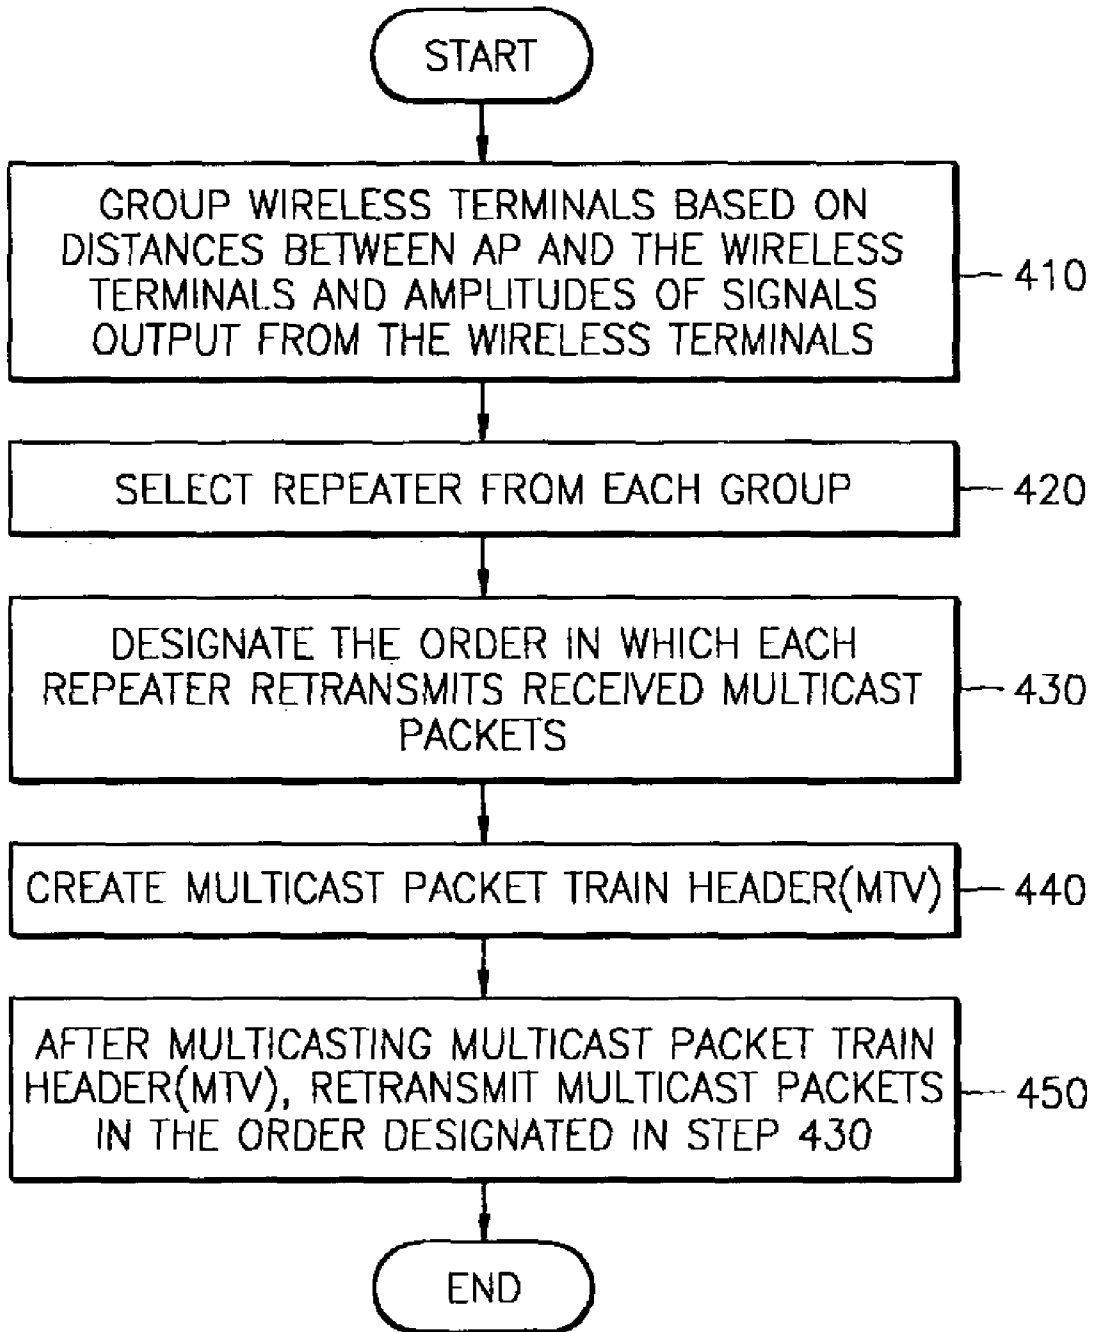 START
GROUP WIRELESS TERMINALS BASED ON
DISTANCES BETWEEN AP AND THE WIRELESS
TERMINALS AND AMPLITUDES OF SIGNALS
OUTPUT FROM THE WIRELESS TERMINALS
410
SELECT REPEATER FROM EACH GROUP
420
DESIGNATE THE ORDER IN WHICH EACH
REPEATER RETRANSMITS RECEIVED MULTICAST
PACKETS
430
CREATE MULTICAST PACKET TRAIN HEADER(MTV)
440
AFTER MULTICASTING MULTICAST PACKET TRAIN
HEADER(MTV), RETRANSMIT MULTICAST PACKETS
IN THE ORDER DESIGNATED IN STEP 430
450
END